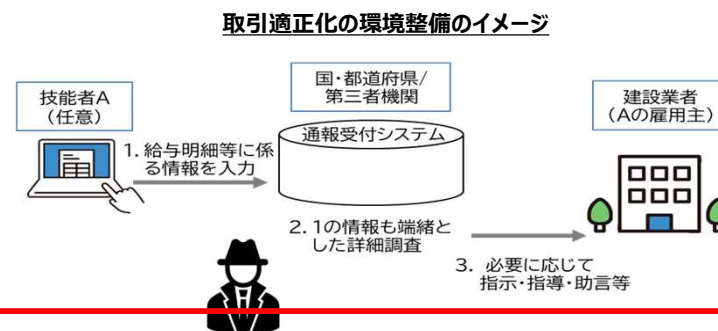 取引適正化の環境整備のイメージ
技能者A
（任意）
国・都道府県/
第三者機関
建設業者
（Aの雇用主）
通報受付システム
1. 給与明細等に係
る情報を入力
2. 1の情報も端緒と
した詳細調査
3. 必要に応じて
指示・指導・助言等